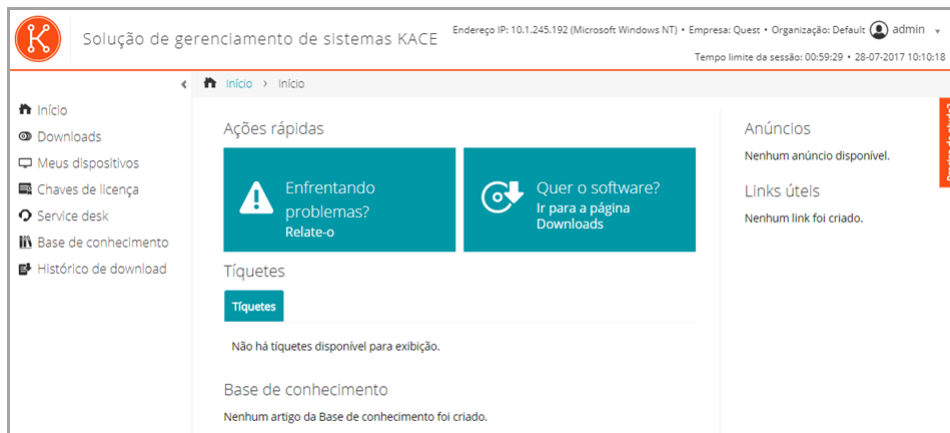 Solução de gerenciamento de sistemas KACE
Endereço IP: 10.1.245.192 (Microsoft Windows NT) • Empresa: Quest • Organização: Default admin
Tempo limite da sessão: 00:59:29 • 28-07-2017 10:10:18
Início > Início
Início
Downloads
Meus dispositivos
Chaves de licença
Service desk
Base de conhecimento
Histórico de download
Ações rápidas
Enfrentando
problemas?
Relate-o
Quer o software?
Ir para a página
Downloads
Tíquetes
Tíquetes
Não há tíquetes disponível para exibição.
Base de conhecimento
Nenhum artigo da Base de conhecimento foi criado.
Anúncios
Nenhum anúncio disponível.
Links úteis
Nenhum link foi criado.